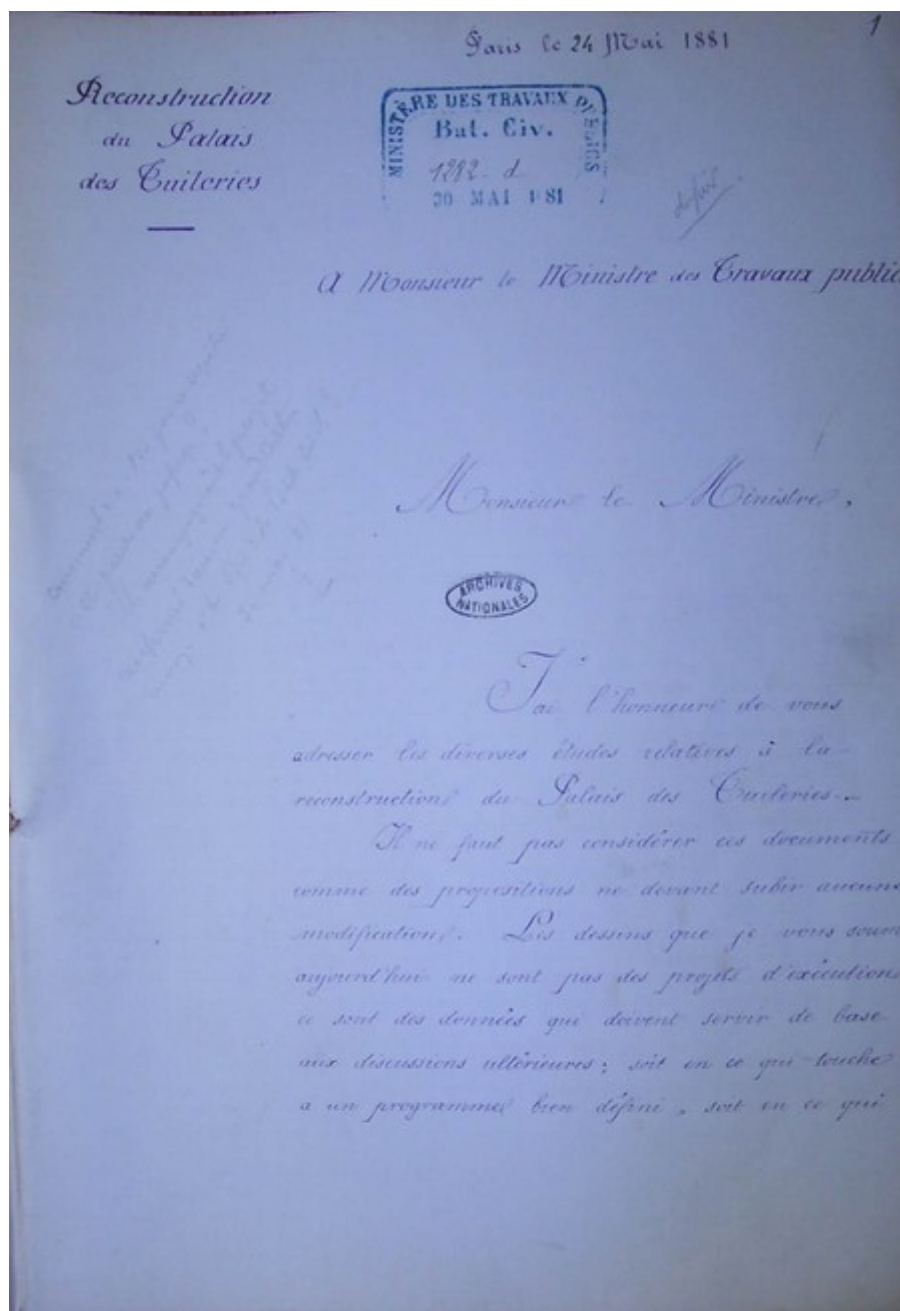 1
Paris le 24 Mai 1881
Reconstruction
du Palais
des Tuileries
MINISTÈRE DES TRAVAUX PUBLICS
Bat. Civ.
1292. d
30 MAI 1881
A Monsieur le Ministre des Travaux public
Monsieur le Ministre,
ARCHIVES
NATIONALES
J'ai l'honneur de vous
adresser les diverses études relatives à la
reconstruction du Palais des Tuileries.
Il ne faut pas considérer ces documents
comme des propositions ne devant subir aucune
modification. Les dessins que je vous soum
aujourd'hui ne sont pas des projets d'exécution
ce sont des données qui doivent servir de base
aux discussions ultérieures; soit en ce qui touche
a un programme bien défini, soit en ce qui